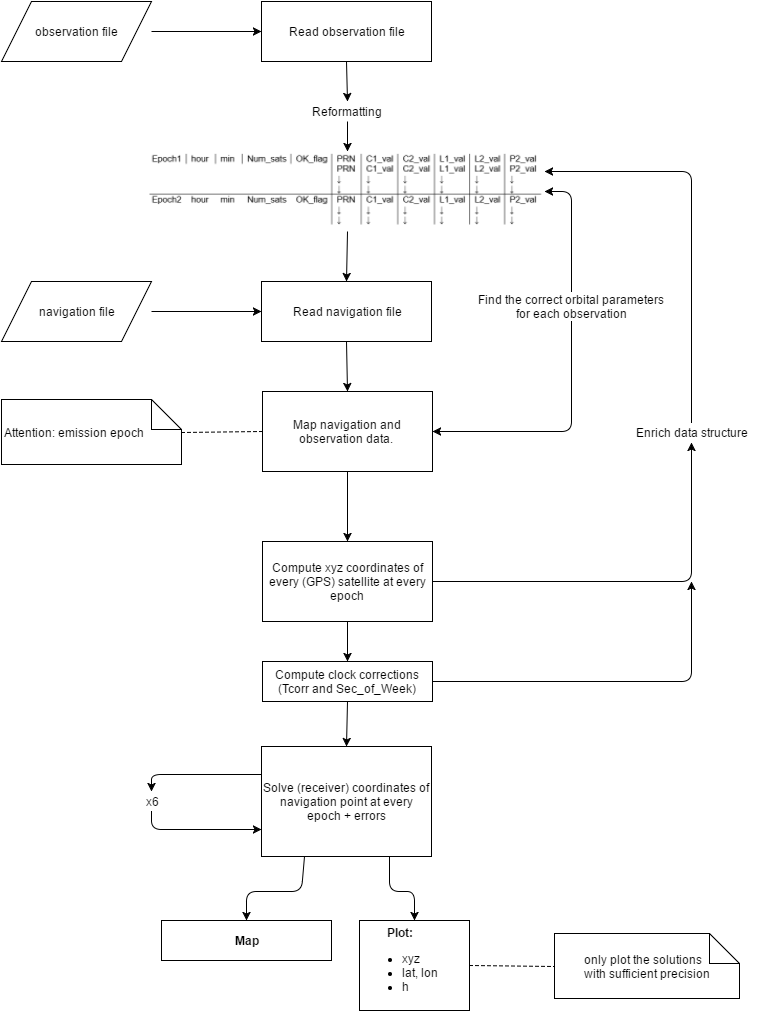 observation file
Read observation file
Reformatting
Epoch1 | hour | min | Num_sats | OK_flag | PRN | C1_val | C2_val | L1_val | L2_val | P2_val
PRN | C1_val | C2_val | L1_val | L2_val | P2_val
Epoch2 hour min Num_sats OK_flag | PRN | C1_val | C2_val | L1_val | L2_val | P2_val
navigation file
Read navigation file
Find the correct orbital parameters
for each observation
Attention: emission epoch
Map navigation and
observation data.
Enrich data structure
Compute xyz coordinates of
every (GPS) satellite at every
epoch
Compute clock corrections
(Tcorr and Sec_of_Week)
x6
Solve (receiver) coordinates of
navigation point at every
epoch + errors
Map
Plot:
• xyz
• lat, lon
• h
only plot the solutions
with sufficient precision